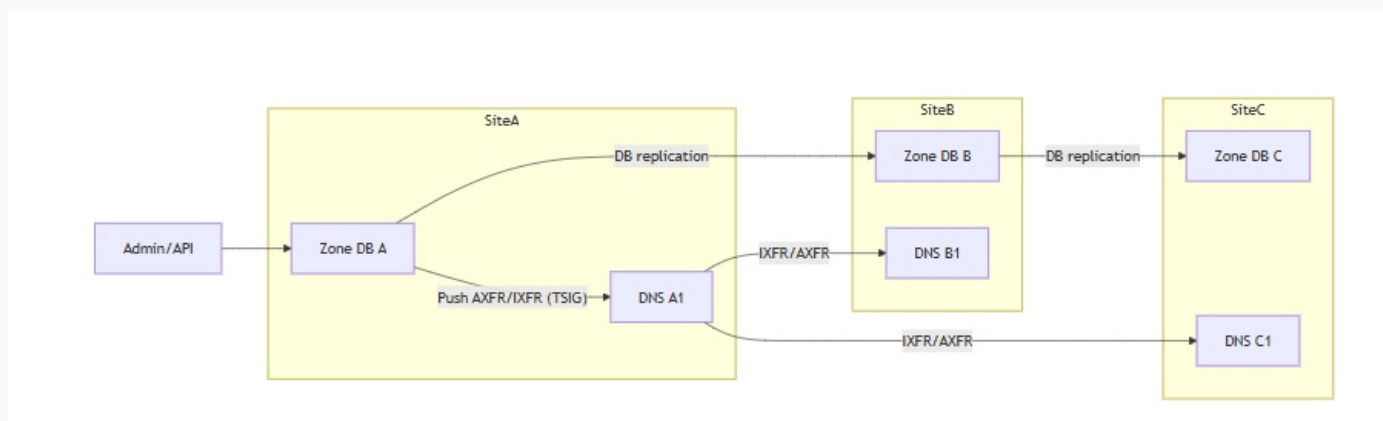 SiteA
SiteB
SiteC
DB replication
Zone DB B
DB replication
Zone DB C
Admin/API
Zone DB A
IXFR/AXFR
DNS B1
Push AXFR/IXFR (TSIG)
DNS A1
IXFR/AXFR
DNS C1